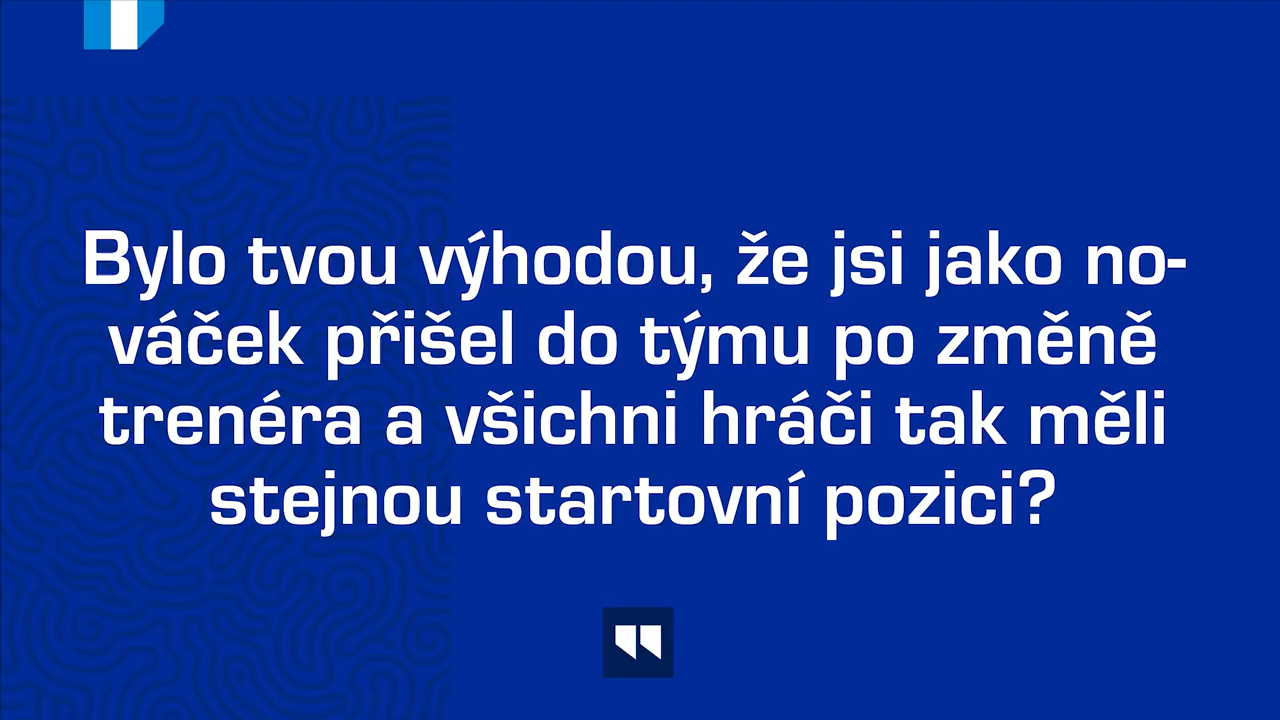 Bylo tvou výhodou, že jsi jako no-
váček přišel do týmu po změně
trenéra a všichni hráči tak měli
stejnou startovní pozici?